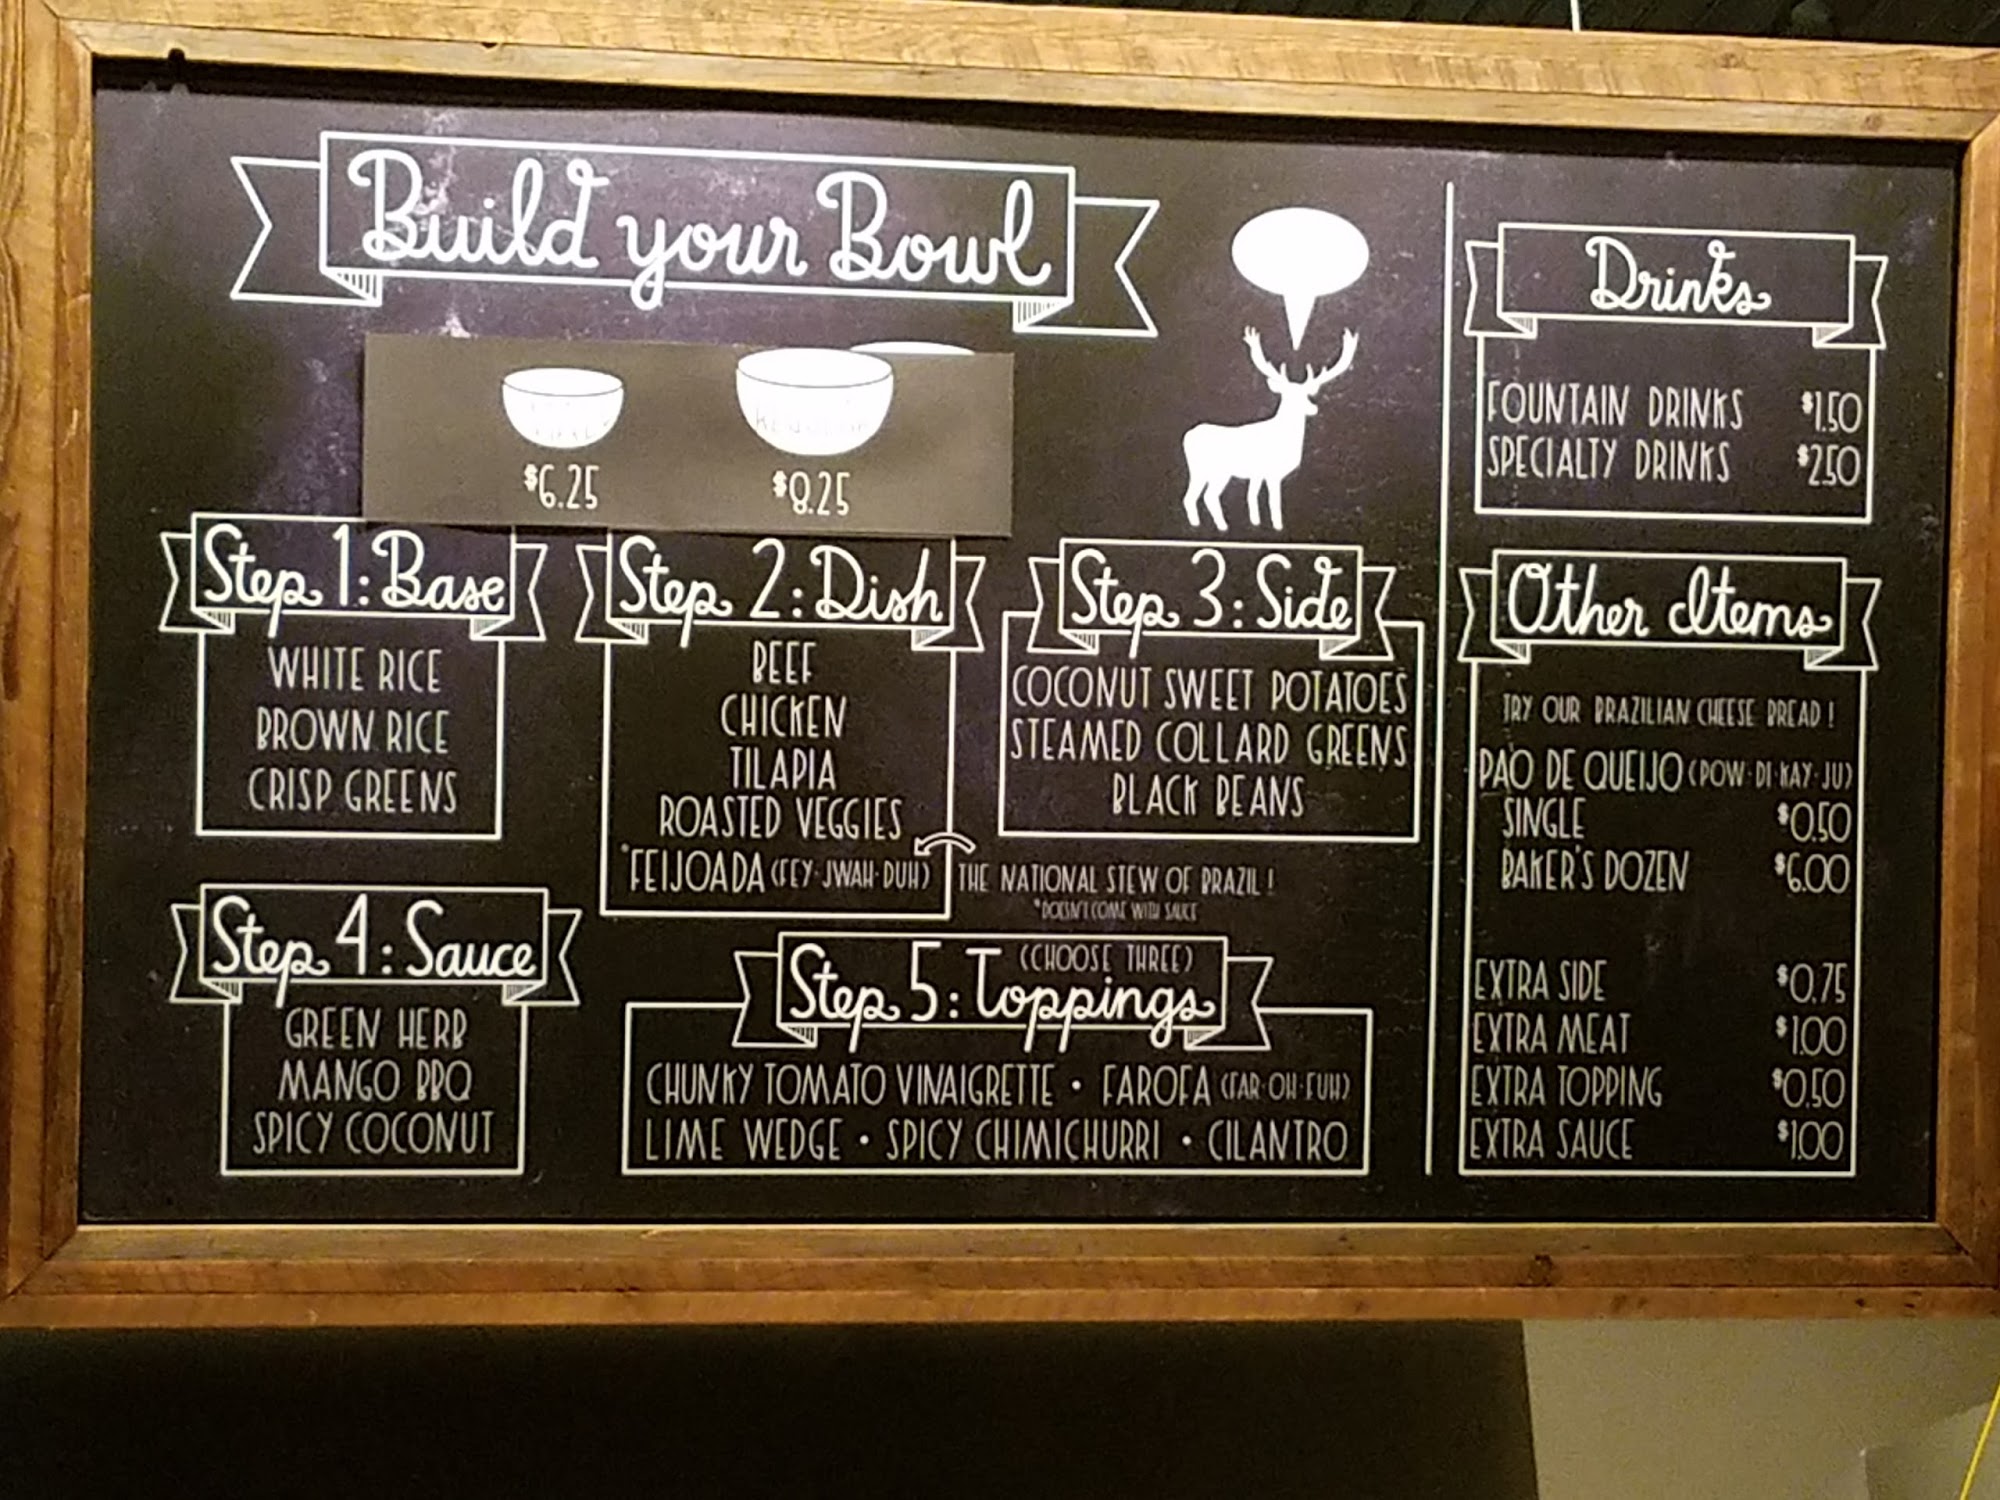 Build your Bowl
$6.25 $8.25
Step 1: Base
WHITE RICE
BROWN RICE
CRISP GREENS
Step 2: Dish
BEEF
CHICKEN
TILAPIA
ROASTED VEGGIES
*FEIJOADA (FEY·JWAH·DUH) THE NATIONAL STEW OF BRAZIL!
*DOESN'T COME WITH SAUCE
Step 3: Side
COCONUT SWEET POTATOES
STEAMED COLLARD GREENS
BLACK BEANS
Step 4: Sauce
GREEN HERB
MANGO BBQ
SPICY COCONUT
Step 5: Toppings (CHOOSE THREE)
CHUNKY TOMATO VINAIGRETTE • FAROFA (FAR·OH·FUH)
LIME WEDGE • SPICY CHIMICHURRI • CILANTRO
Drinks
FOUNTAIN DRINKS $1.50
SPECIALTY DRINKS $2.50
Other Items
TRY OUR BRAZILIAN CHEESE BREAD!
PAO DE QUEIJO (POW·DI·KAY·JU)
SINGLE $0.50
BAKER'S DOZEN $6.00
EXTRA SIDE $0.75
EXTRA MEAT $1.00
EXTRA TOPPING $0.50
EXTRA SAUCE $1.00